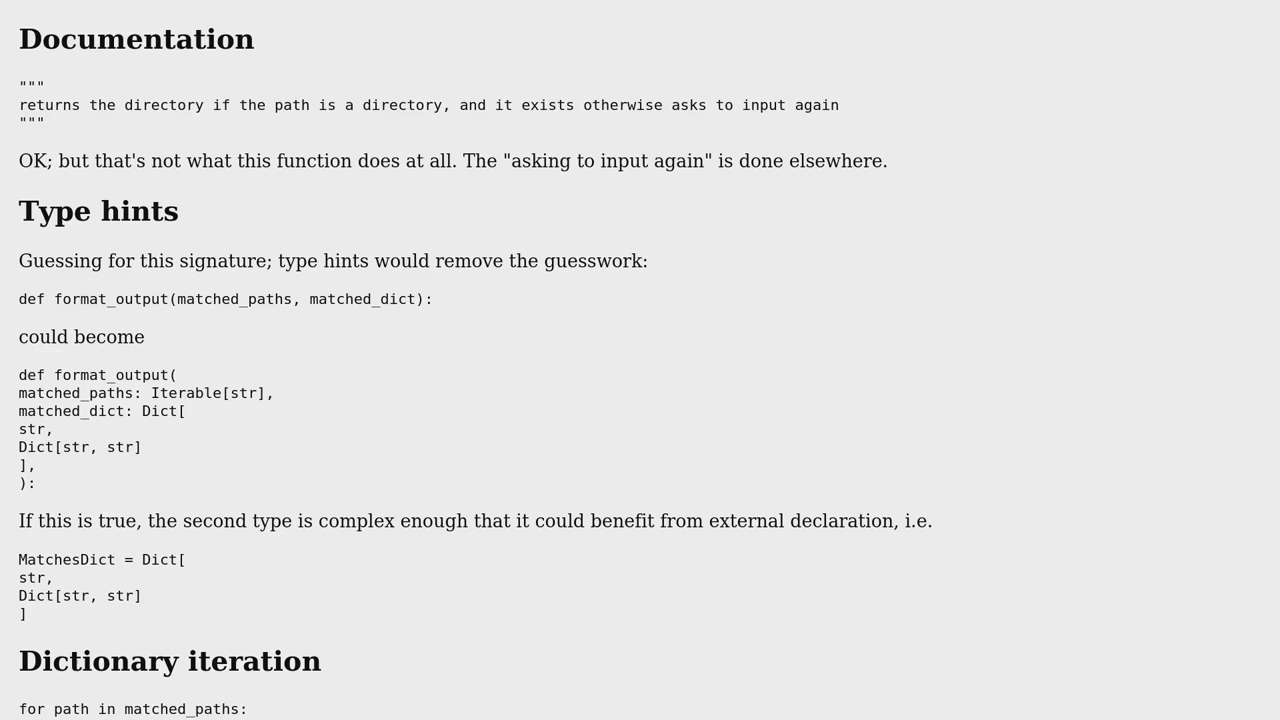 Documentation
"""
returns the directory if the path is a directory, and it exists otherwise asks to input again
"""
OK; but that's not what this function does at all. The "asking to input again" is done elsewhere.
Type hints
Guessing for this signature; type hints would remove the guesswork:
def format_output(matched_paths, matched_dict):
could become
def format_output(
matched_paths: Iterable[str],
matched_dict: Dict[
str,
Dict[str, str]
],
):
If this is true, the second type is complex enough that it could benefit from external declaration, i.e.
MatchesDict = Dict[
str,
Dict[str, str]
]
Dictionary iteration
for path in matched_paths: